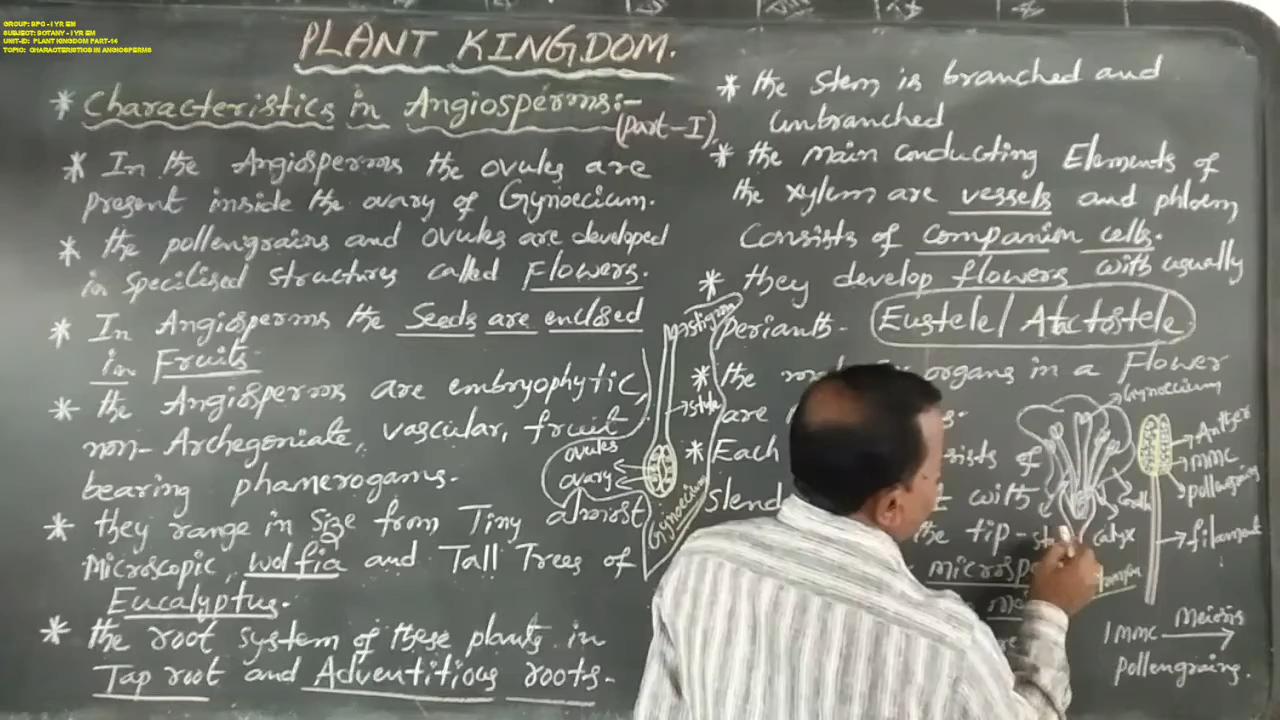 GROUP: BPC - I YR EM
SUBJECT: BOTANY - I YR EM
UNIT-ID: PLANT KINGDOM PART-14
TOPIC: CHARACTERISTICS IN ANGIOSPERMS
PLANT KINGDOM.
* Characteristics in Angiosperms:-
(Part-I)
* In the Angiosperms the ovules are
present inside the ovary of Gynoecium.
* the pollengrains and ovules are developed
in specilised structures called Flowers.
* In Angiosperms the Seeds are enclosed
in Fruits.
* the Angiosperms are embryophytic,
non-Archegoniate, vascular, fruit
bearing phanerogams.
* they range in Size from Tiny almost
Microscopic, wolfia and Tall Trees of
Eucalyptus.
* the root system of these plants in
Tap root and Adventitious roots.
stigma
style
ovules
ovary
Gynoecium
* the stem is branched and
unbranched
* the main conducting Elements of
the xylem are vessels and phloem
Consists of companion cells.
* they develop flowers with usually
Perianth.
Eustele/Atactostele
* the organs in a Flower
are
* Each of
Slend with
the tip
microsp
Gynoecium
calyx
Anther
MMC
pollengrains
filament
1 MMC Meiosis
pollengrains.